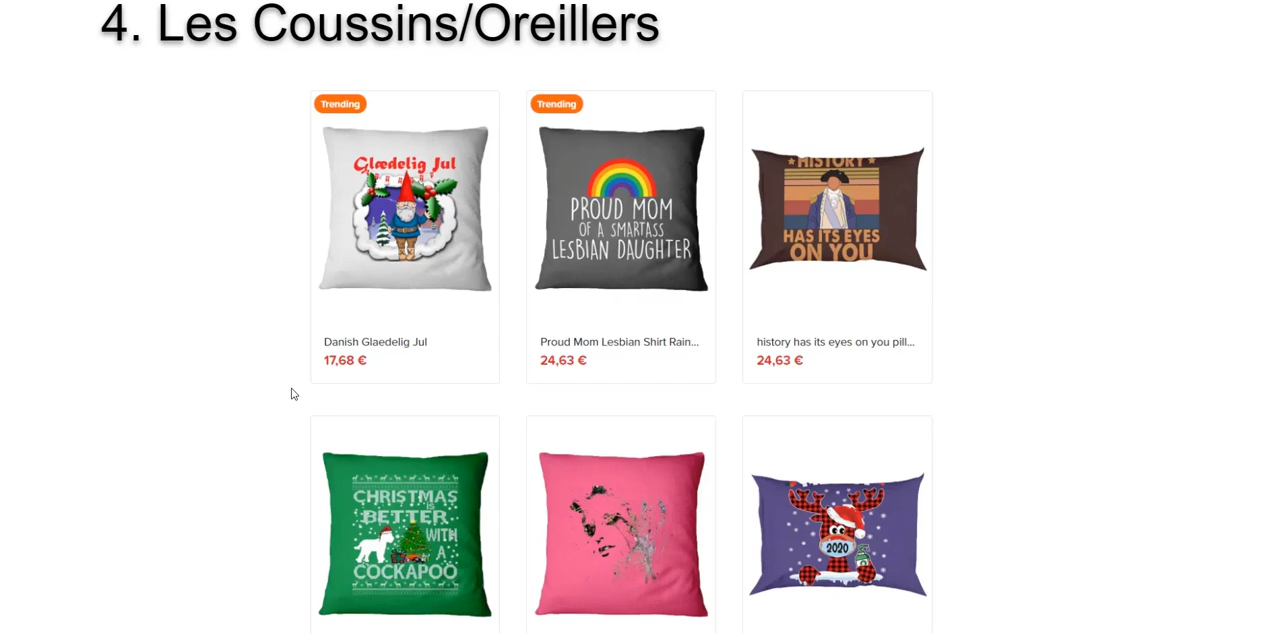 4. Les Coussins/Oreillers
Trending
Glædelig Jul
Danish Glaedelig Jul
17,68 €
Trending
PROUD MOM
OF A SMARTASS
LESBIAN DAUGHTER
Proud Mom Lesbian Shirt Rain...
24,63 €
HISTORY
HAS ITS EYES
ON YOU
history has its eyes on you pill...
24,63 €
CHRISTMAS
IS
BETTER
WITH
A
COCKAPOO
2020